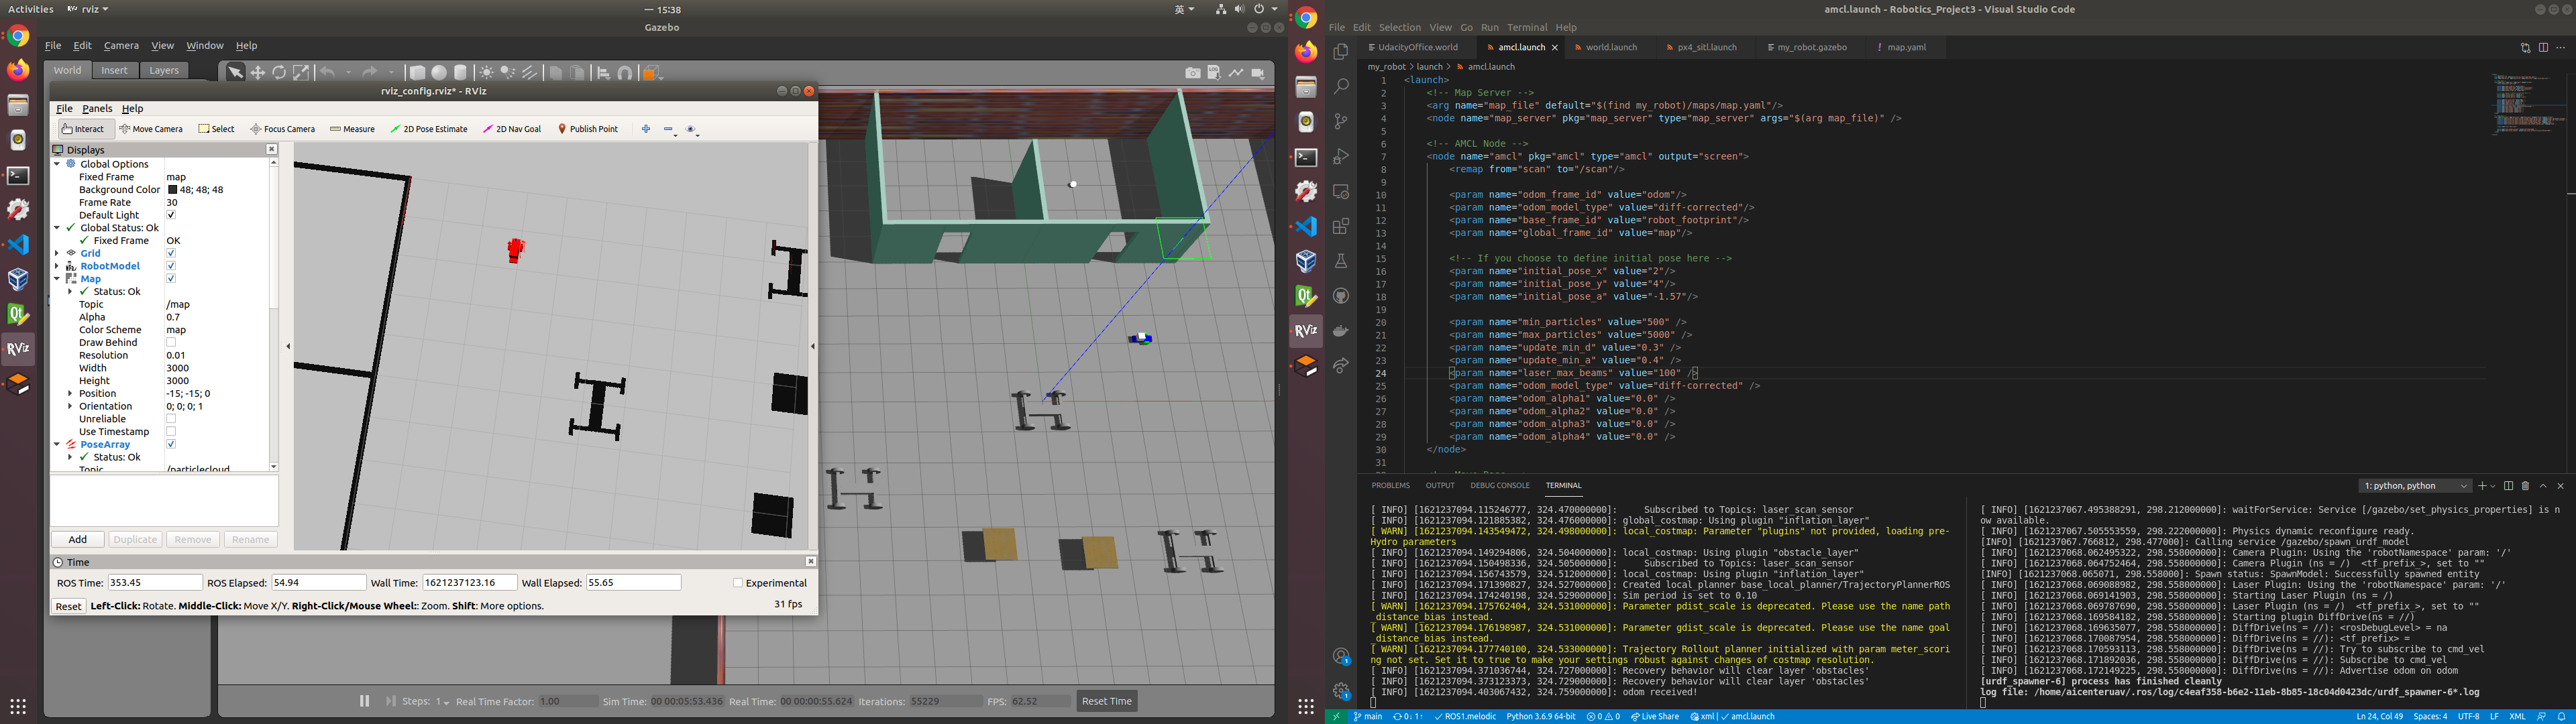 Activities
rviz
15:38
英
Gazebo
File Edit Camera View Window Help
World Insert Layers
rviz_config.rviz* - RViz
File Panels Help
Interact Move Camera Select Focus Camera Measure 2D Pose Estimate 2D Nav Goal Publish Point
Displays
Global Options
Fixed Frame map
Background Color 48; 48; 48
Frame Rate 30
Default Light
Global Status: Ok
Fixed Frame OK
Grid
RobotModel
Map
Status: Ok
Topic /map
Alpha 0.7
Color Scheme map
Draw Behind
Resolution 0.01
Width 3000
Height 3000
Position -15; -15; 0
Orientation 0; 0; 0; 1
Unreliable
Use Timestamp
PoseArray
Status: Ok
Topic /particlecloud
Add Duplicate Remove Rename
Time
ROS Time: 353.45 ROS Elapsed: 54.94 Wall Time: 1621237123.16 Wall Elapsed: 55.65 Experimental
Reset Left-Click: Rotate. Middle-Click: Move X/Y. Right-Click/Mouse Wheel:: Zoom. Shift: More options. 31 fps
Steps: 1 Real Time Factor: 1.00 Sim Time: 00 00:05:53.436 Real Time: 00 00:00:55.624 Iterations: 55229 FPS: 62.52 Reset Time
amcl.launch - Robotics_Project3 - Visual Studio Code
File Edit Selection View Go Run Terminal Help
UdacityOffice.world amcl.launch world.launch px4_sitl.launch my_robot.gazebo map.yaml
my_robot > launch > amcl.launch
1 <launch>
2 <!-- Map Server -->
3 <arg name="map_file" default="$(find my_robot)/maps/map.yaml"/>
4 <node name="map_server" pkg="map_server" type="map_server" args="$(arg map_file)" />
5
6 <!-- AMCL Node -->
7 <node name="amcl" pkg="amcl" type="amcl" output="screen">
8 <remap from="scan" to="/scan"/>
9
10 <param name="odom_frame_id" value="odom"/>
11 <param name="odom_model_type" value="diff-corrected"/>
12 <param name="base_frame_id" value="robot_footprint"/>
13 <param name="global_frame_id" value="map"/>
14
15 <!-- If you choose to define initial pose here -->
16 <param name="initial_pose_x" value="2"/>
17 <param name="initial_pose_y" value="4"/>
18 <param name="initial_pose_a" value="-1.57"/>
19
20 <param name="min_particles" value="500" />
21 <param name="max_particles" value="5000" />
22 <param name="update_min_d" value="0.3" />
23 <param name="update_min_a" value="0.4" />
24 <param name="laser_max_beams" value="100" />
25 <param name="odom_model_type" value="diff-corrected" />
26 <param name="odom_alpha1" value="0.0" />
27 <param name="odom_alpha2" value="0.0" />
28 <param name="odom_alpha3" value="0.0" />
29 <param name="odom_alpha4" value="0.0" />
30 </node>
31
PROBLEMS OUTPUT DEBUG CONSOLE TERMINAL
1: python, python
[ INFO] [1621237094.115246777, 324.470000000]: Subscribed to Topics: laser_scan_sensor
[ INFO] [1621237094.121885382, 324.476000000]: global_costmap: Using plugin "inflation_layer"
[ WARN] [1621237094.143549472, 324.498000000]: local_costmap: Parameter "plugins" not provided, loading pre-
Hydro parameters
[ INFO] [1621237094.149294806, 324.504000000]: local_costmap: Using plugin "obstacle_layer"
[ INFO] [1621237094.150498336, 324.505000000]: Subscribed to Topics: laser_scan_sensor
[ INFO] [1621237094.156743579, 324.512000000]: local_costmap: Using plugin "inflation_layer"
[ INFO] [1621237094.171390827, 324.527000000]: Created local_planner base_local_planner/TrajectoryPlannerROS
[ INFO] [1621237094.174240198, 324.529000000]: Sim period is set to 0.10
[ WARN] [1621237094.175762404, 324.531000000]: Parameter pdist_scale is deprecated. Please use the name path
_distance_bias instead.
[ WARN] [1621237094.176198987, 324.531000000]: Parameter gdist_scale is deprecated. Please use the name goal
_distance_bias instead.
[ WARN] [1621237094.177740100, 324.533000000]: Trajectory Rollout planner initialized with param meter_scori
ng not set. Set it to true to make your settings robust against changes of costmap resolution.
[ INFO] [1621237094.371036744, 324.727000000]: Recovery behavior will clear layer 'obstacles'
[ INFO] [1621237094.373123373, 324.729000000]: Recovery behavior will clear layer 'obstacles'
[ INFO] [1621237094.403067432, 324.759000000]: odom received!
[ INFO] [1621237067.495388291, 298.212000000]: waitForService: Service [/gazebo/set_physics_properties] is n
ow available.
[ INFO] [1621237067.505553559, 298.222000000]: Physics dynamic reconfigure ready.
[INFO] [1621237067.766812, 298.477000]: Calling service /gazebo/spawn_urdf_model
[ INFO] [1621237068.062495322, 298.558000000]: Camera Plugin: Using the 'robotNamespace' param: '/'
[ INFO] [1621237068.064752464, 298.558000000]: Camera Plugin (ns = /) <tf_prefix_>, set to ""
[INFO] [1621237068.065071, 298.558000]: Spawn status: SpawnModel: Successfully spawned entity
[ INFO] [1621237068.069088982, 298.558000000]: Laser Plugin: Using the 'robotNamespace' param: '/'
[ INFO] [1621237068.069141903, 298.558000000]: Starting Laser Plugin (ns = /)
[ INFO] [1621237068.069787690, 298.558000000]: Laser Plugin (ns = /) <tf_prefix_>, set to ""
[ INFO] [1621237068.169584182, 298.558000000]: Starting plugin DiffDrive(ns = //)
[ INFO] [1621237068.169635077, 298.558000000]: DiffDrive(ns = //): <rosDebugLevel> = na
[ INFO] [1621237068.170087954, 298.558000000]: DiffDrive(ns = //): <tf_prefix> =
[ INFO] [1621237068.170593113, 298.558000000]: DiffDrive(ns = //): Try to subscribe to cmd_vel
[ INFO] [1621237068.171892036, 298.558000000]: DiffDrive(ns = //): Subscribe to cmd_vel
[ INFO] [1621237068.172149225, 298.558000000]: DiffDrive(ns = //): Advertise odom on odom
[urdf_spawner-6] process has finished cleanly
log file: /home/aicenteruav/.ros/log/c4eaf358-b6e2-11eb-8b85-18c04d0423dc/urdf_spawner-6*.log
main 0↓ 1↑ ROS1.melodic Python 3.6.9 64-bit 0 0 Live Share xml | amcl.launch Ln 24, Col 49 Spaces: 4 UTF-8 LF XML